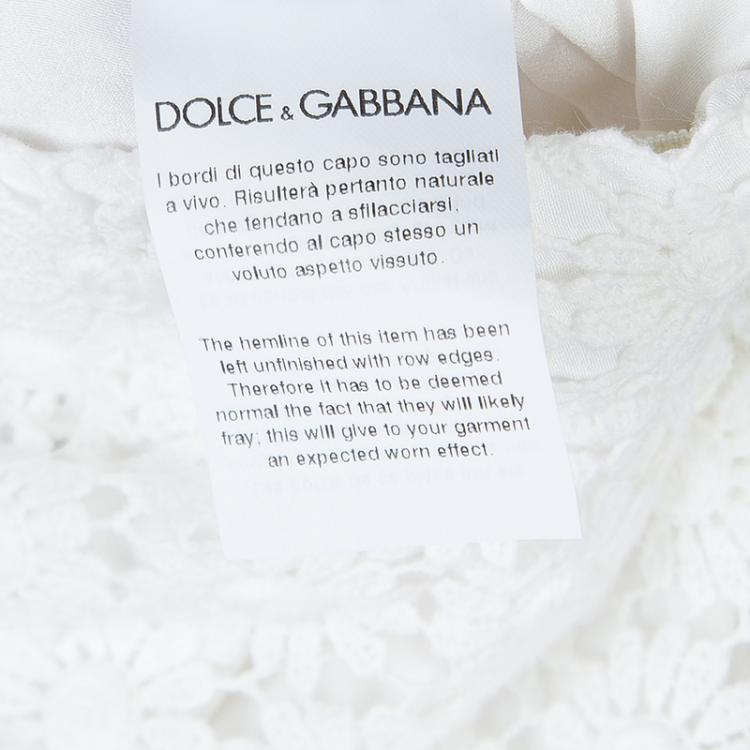 DOLCE & GABBANA
I bordi di questo capo sono tagliati
a vivo. Risulterà pertanto naturale
che tendano a sfilacciarsi,
conferendo al capo stesso un
voluto aspetto vissuto.
The hemline of this item has been
left unfinished with row edges.
Therefore it has to be deemed
normal the fact that they will likely
fray; this will give to your garment
an expected worn effect.